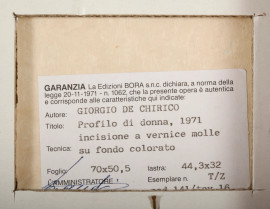 GARANZIA La Edizioni BORA s.n.c. dichiara, a norma della
legge 20-11-1971 - n. 1062, che la presente opera è autentica
e corrisponde alle caratteristiche qui indicate:
Autore: GIORGIO DE CHIRICO
Titolo: Profilo di donna, 1971
incisione a vernice molle
Tecnica: su fondo colorato
Foglio: 70x50,5 lastra: 44,3x32
L'AMMINISTRATORE Esemplare n. T/Z